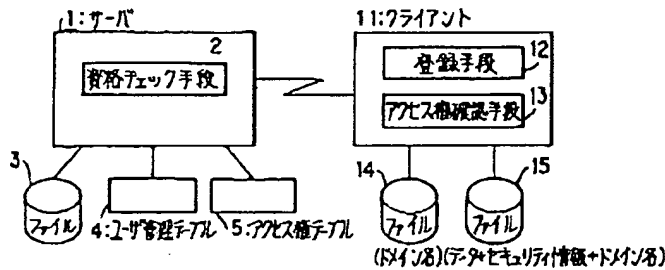 1:サーバ
2
資格チェック手段
11:クライアント
登録手段
12
アクセス権確認手段
13
3
ファイル
4:ユーザ管理テーブル
5:アクセス権テーブル
14
ファイル
(ドメイン名)
15
ファイル
(データ+セキュリティ情報+ドメイン名)